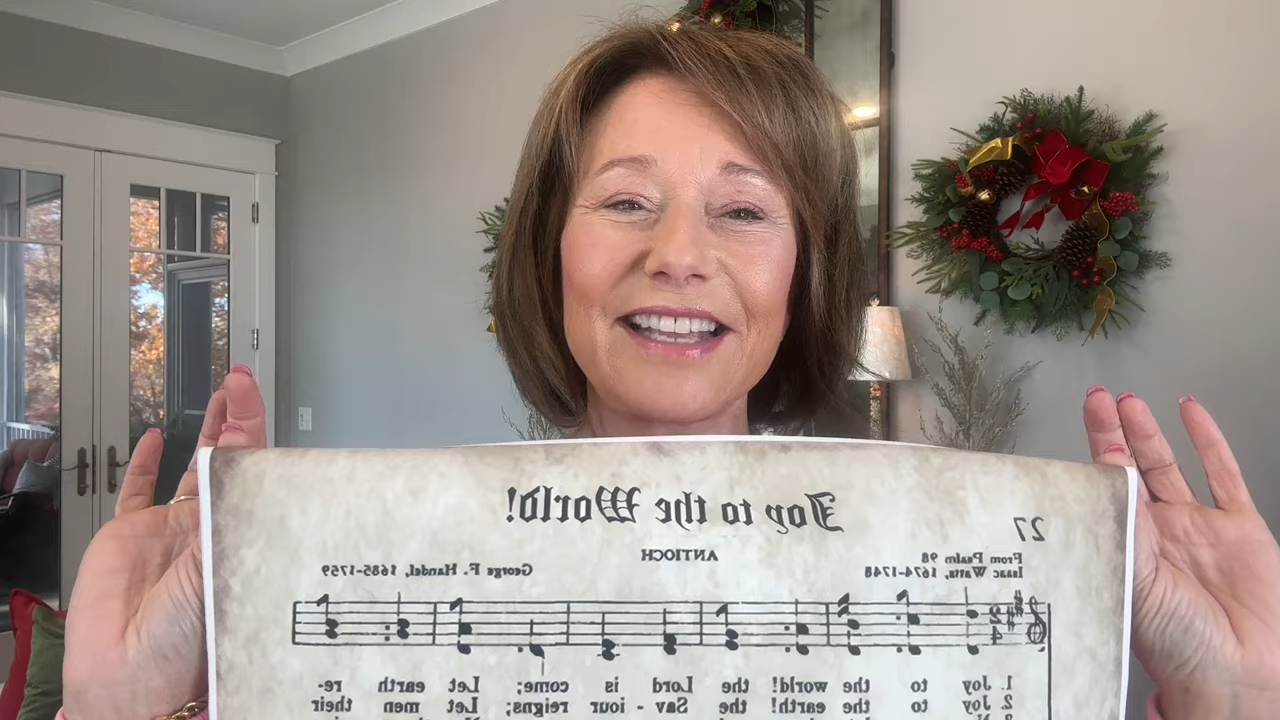 Joy to the World!
27
ANTIOCH
From Psalm 98
Isaac Watts, 1674-1748
George F. Handel, 1685-1759
2
4
1. Joy to the world! the Lord is come; Let earth re-
2. Joy to the earth! the Sav - iour reigns; Let men their